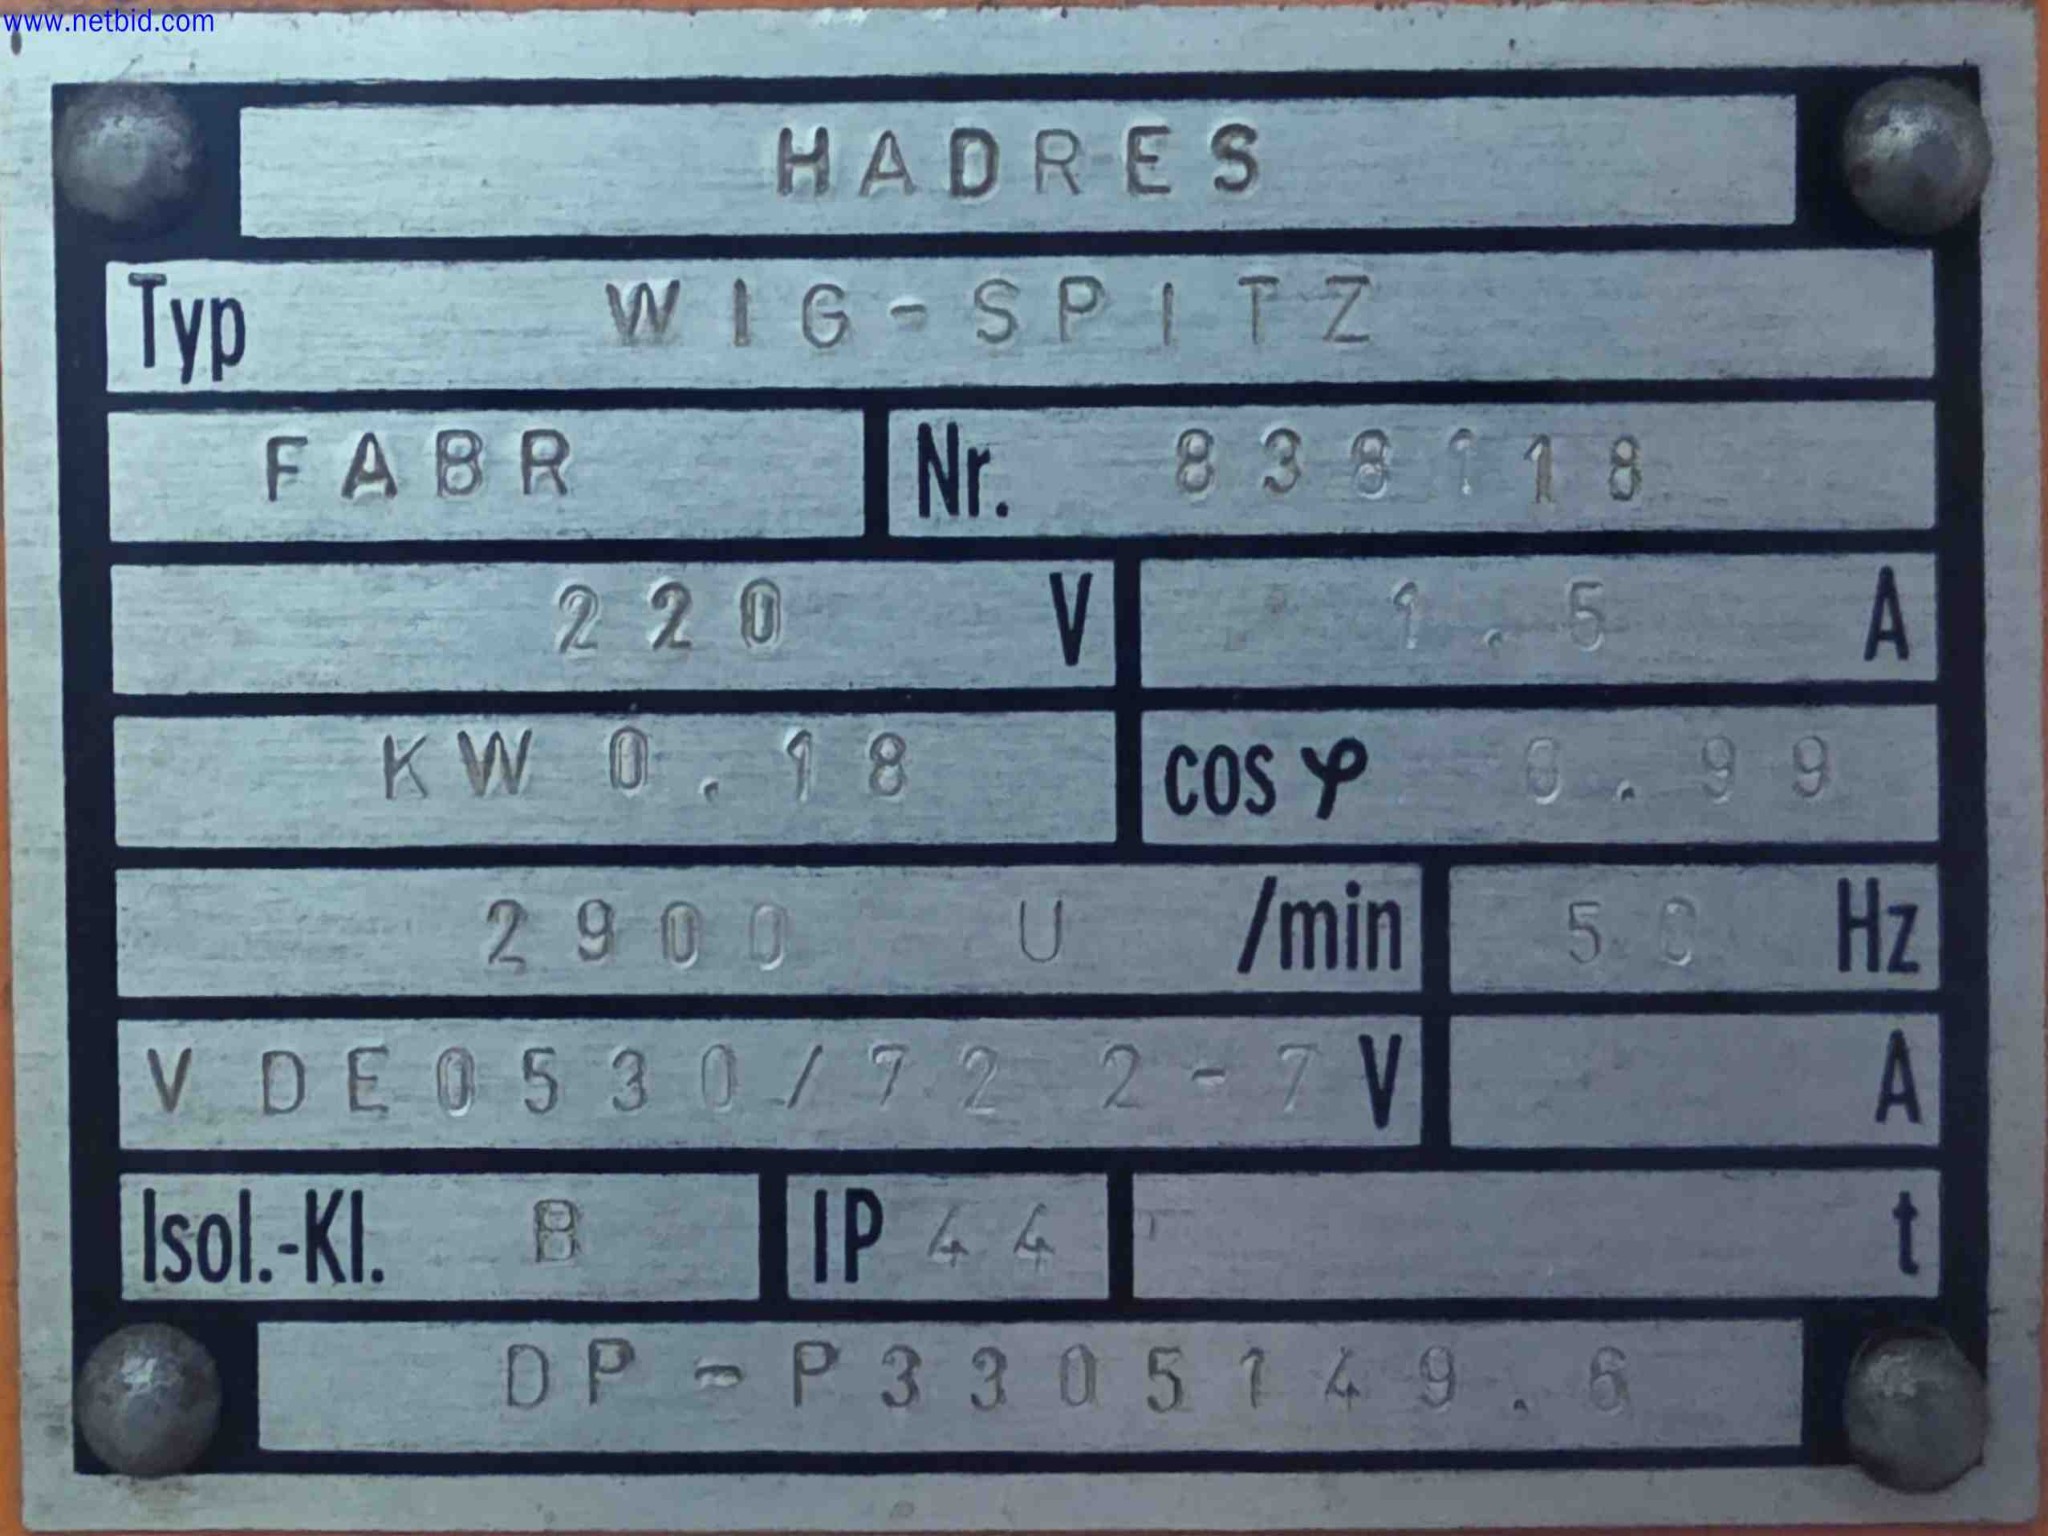 www.netbid.com
HADRES
Typ WIG-SPITZ
FABR Nr. 838118
220 V 1.5 A
KW 0.18 cos φ 0.99
2900 U /min 50 Hz
VDE0530/72 2-7 V A
Isol.-Kl. B IP 44 t
DP-P3305149.6